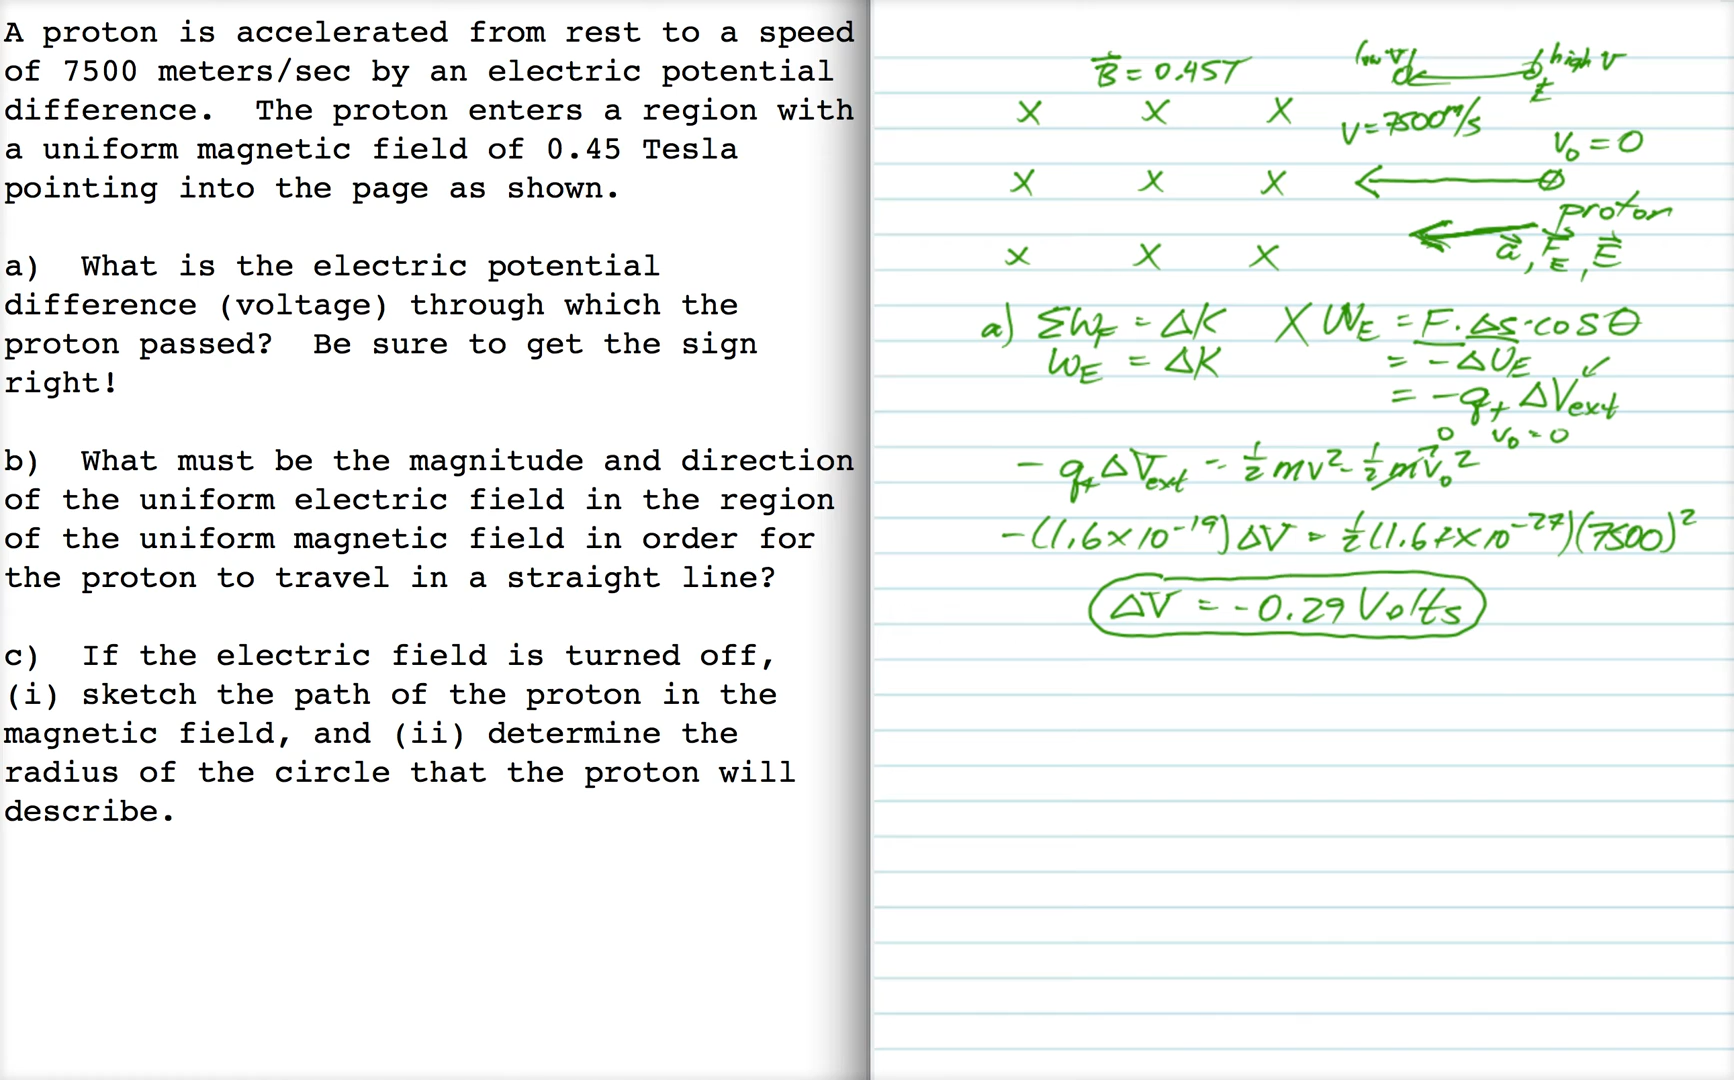 A proton is accelerated from rest to a speed
of 7500 meters/sec by an electric potential
difference.  The proton enters a region with
a uniform magnetic field of 0.45 Tesla
pointing into the page as shown.
a)  What is the electric potential
difference (voltage) through which the
proton passed?  Be sure to get the sign
right!
b)  What must be the magnitude and direction
of the uniform electric field in the region
of the uniform magnetic field in order for
the proton to travel in a straight line?
c)  If the electric field is turned off,
(i) sketch the path of the proton in the
magnetic field, and (ii) determine the
radius of the circle that the proton will
describe.
B⃗ = 0.45T
low V
high V
X X X
V = 7500 m/s
V₀ = 0
X X X
proton
a⃗, F⃗_E, E⃗
X X X
a) ΣW_F = ΔK X W_E = F·Δs·cosθ
W_E = ΔK = -ΔU_E
= -q₊ ΔV_ext
0 V₀ = 0
-q₊ΔV_ext = ½mv² - ½mv₀²
-(1.6×10⁻¹⁹)ΔV = ½(1.67×10⁻²⁷)(7500)²
ΔV = -0.29 Volts